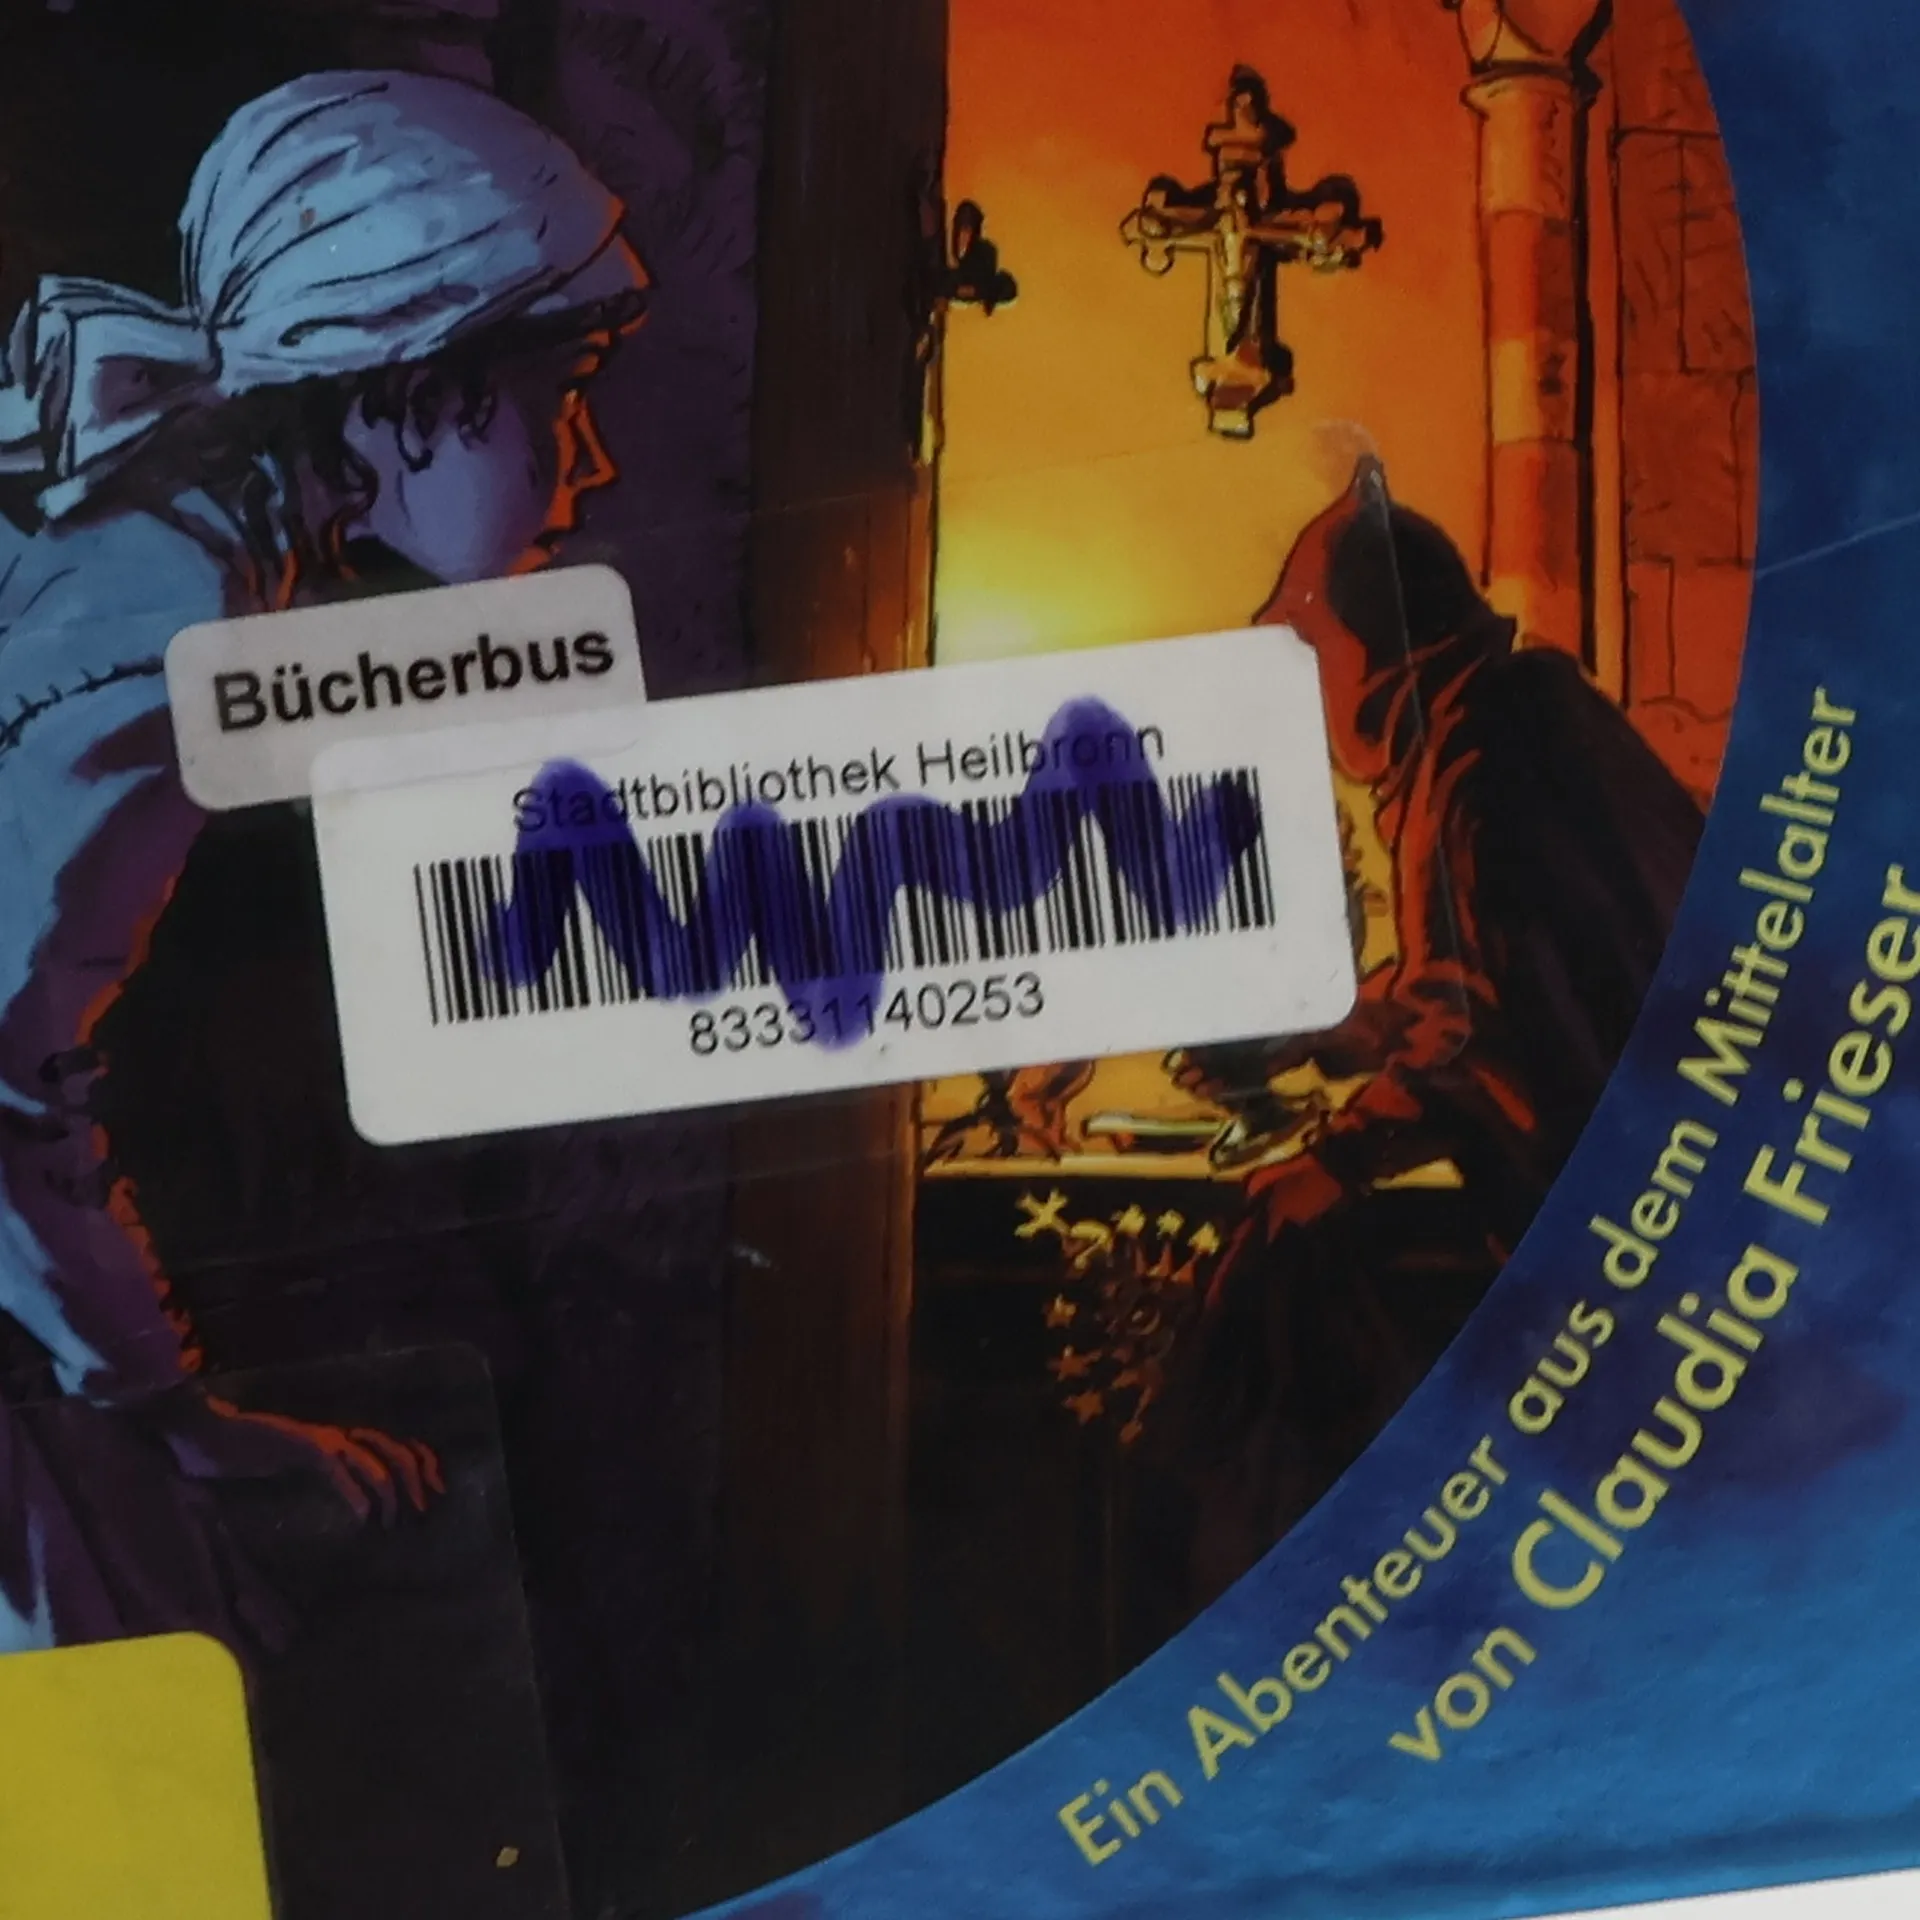 Bücherbus
Stadtbibliothek Heilbronn
83331140253
Ein Abenteuer aus dem Mittelalter
von Claudia Frieser